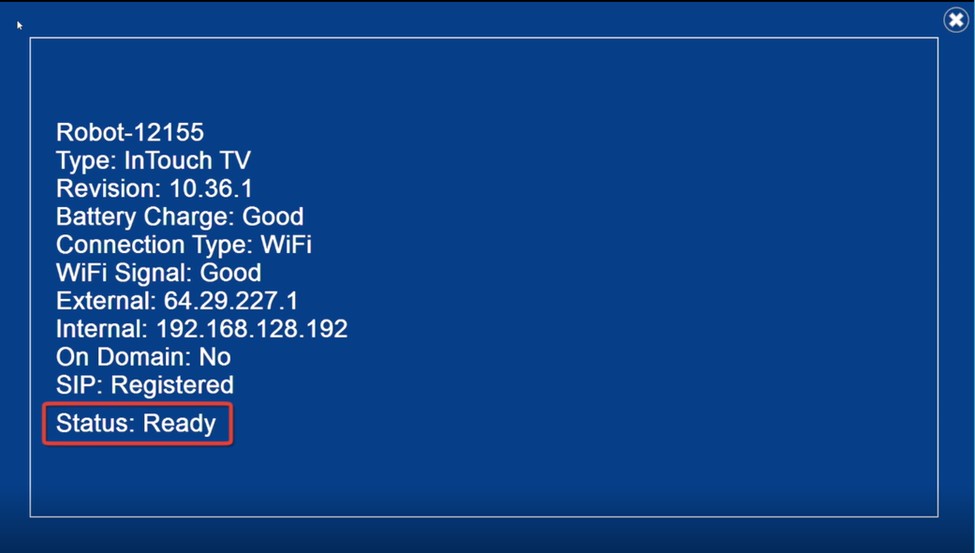 Robot-12155
Type: InTouch TV
Revision: 10.36.1
Battery Charge: Good
Connection Type: WiFi
WiFi Signal: Good
External: 64.29.227.1
Internal: 192.168.128.192
On Domain: No
SIP: Registered
Status: Ready